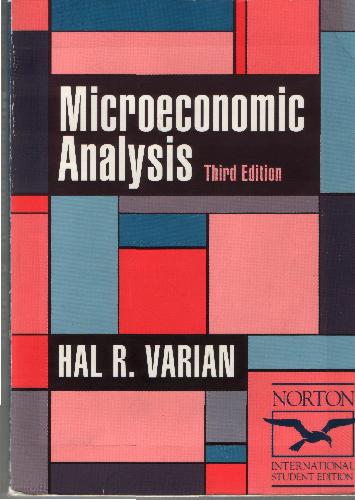 Microeconomic
Analysis Third Edition
HAL R. VARIAN
NORTON
INTERNATIONAL
STUDENT EDITION